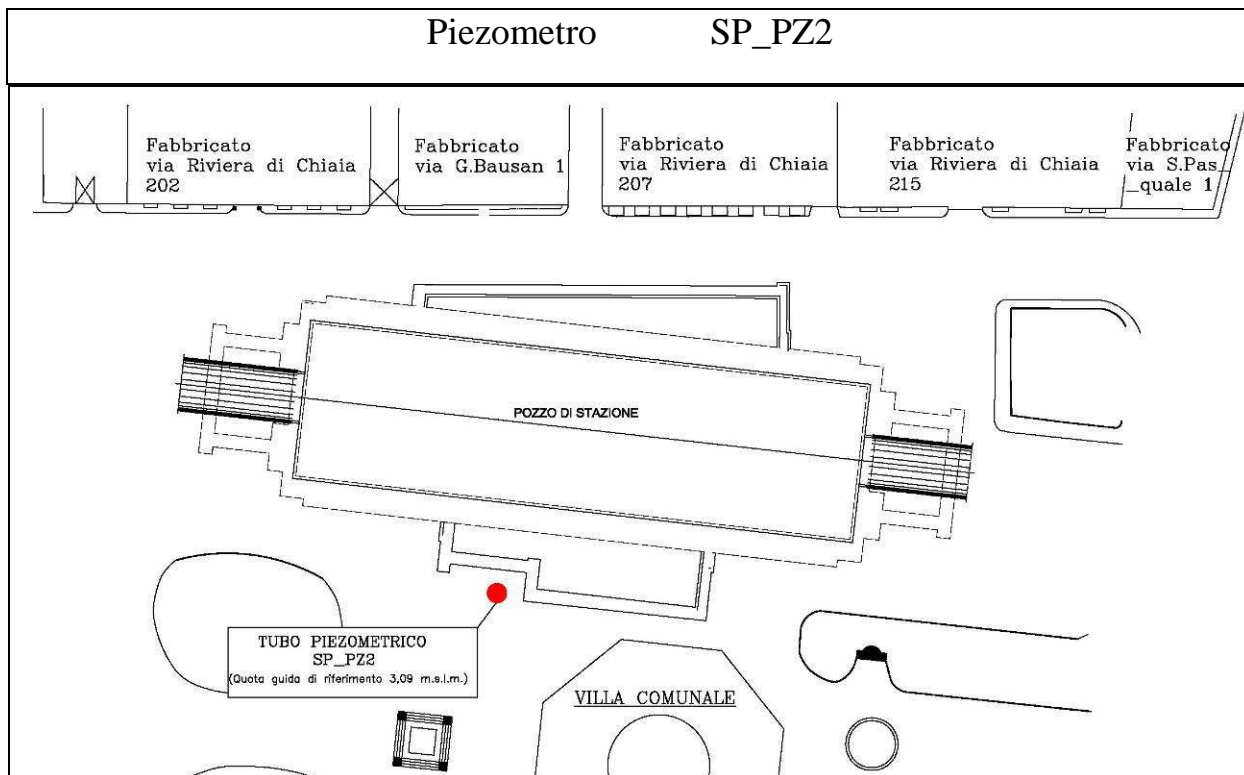 Piezometro SP_PZ2
Fabbricato
via Riviera di Chiaia
202
Fabbricato
via G.Bausan 1
Fabbricato
via Riviera di Chiaia
207
Fabbricato
via Riviera di Chiaia
215
Fabbricato
via S.Pas_
_quale 1
POZZO DI STAZIONE
TUBO PIEZOMETRICO
SP_PZ2
(Quota guida di riferimento 3,09 m.s.l.m.)
VILLA COMUNALE